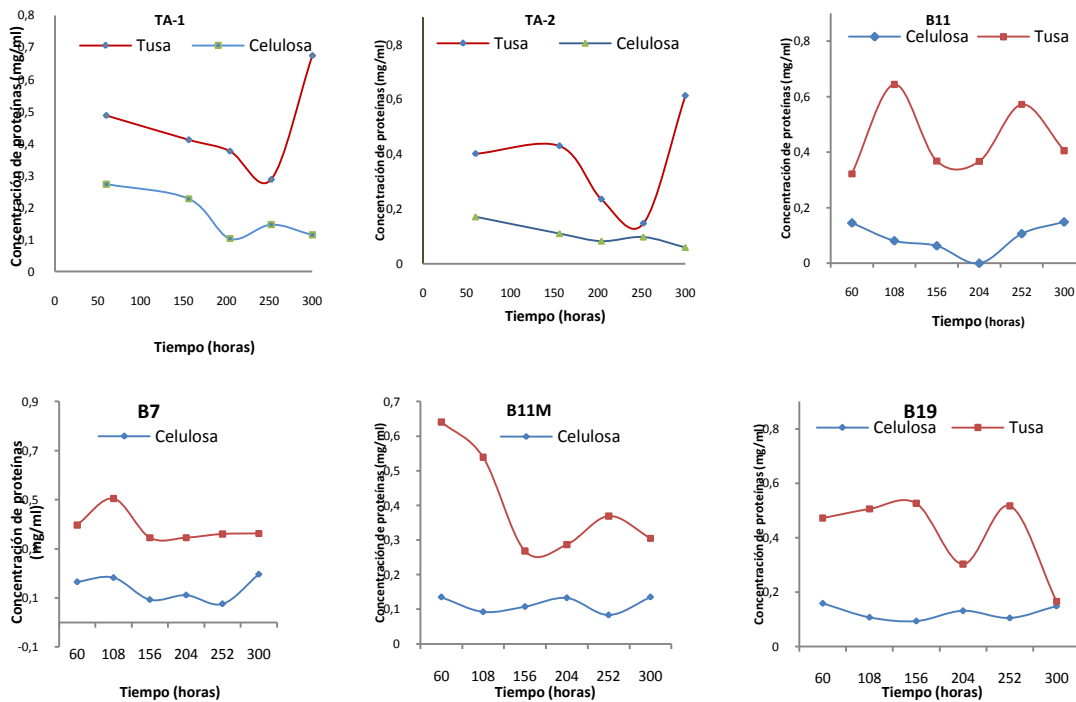 TA-1
Tusa Celulosa
Concentración de proteínas (mg/ml)
0,8
0,7
0,6
0,5
0,4
0,3
0,2
0,1
0
0 50 100 150 200 250 300
Tiempo (horas)
TA-2
Tusa Celulosa
Concentración de proteínas (mg/ml)
0,8
0,6
0,4
0,2
0
0 50 100 150 200 250 300
Tiempo (horas)
B11
Celulosa Tusa
Concentración de proteínas (mg/ml)
0,8
0,6
0,4
0,2
0
60 108 156 204 252 300
Tiempo (horas)
B7
Celulosa
Concentración de proteínas
(mg/ml)
0,9
0,7
0,5
0,3
0,1
-0,1
60 108 156 204 252 300
Tiempo (horas)
B11M
Celulosa
Concentración de proteínas (mg/ml)
0,7
0,6
0,5
0,4
0,3
0,2
0,1
0
60 108 156 204 252 300
Tiempo (horas)
B19
Celulosa Tusa
Concentración de proteínas (mg/ml)
0,8
0,6
0,4
0,2
0
60 108 156 204 252 300
Tiempo (horas)